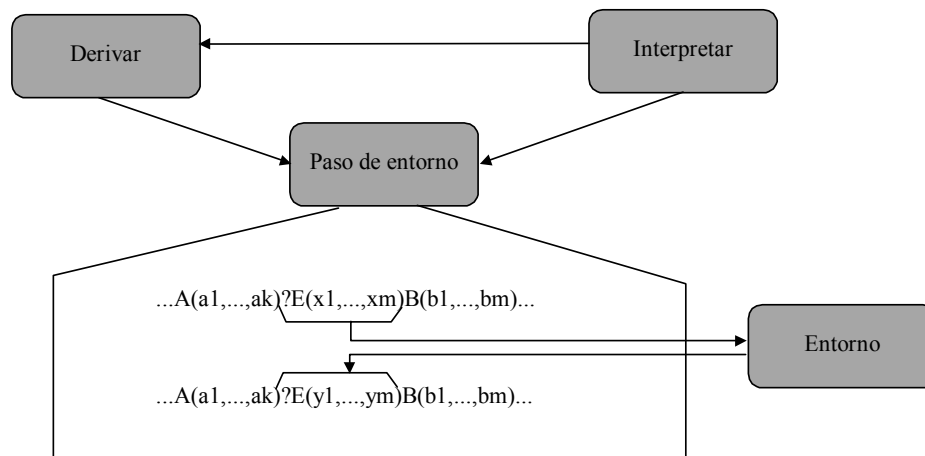 Derivar
Interpretar
Paso de entorno
...A(a1,...,ak)?E(x1,...,xm)B(b1,...,bm)...
Entorno
...A(a1,...,ak)?E(y1,...,ym)B(b1,...,bm)...